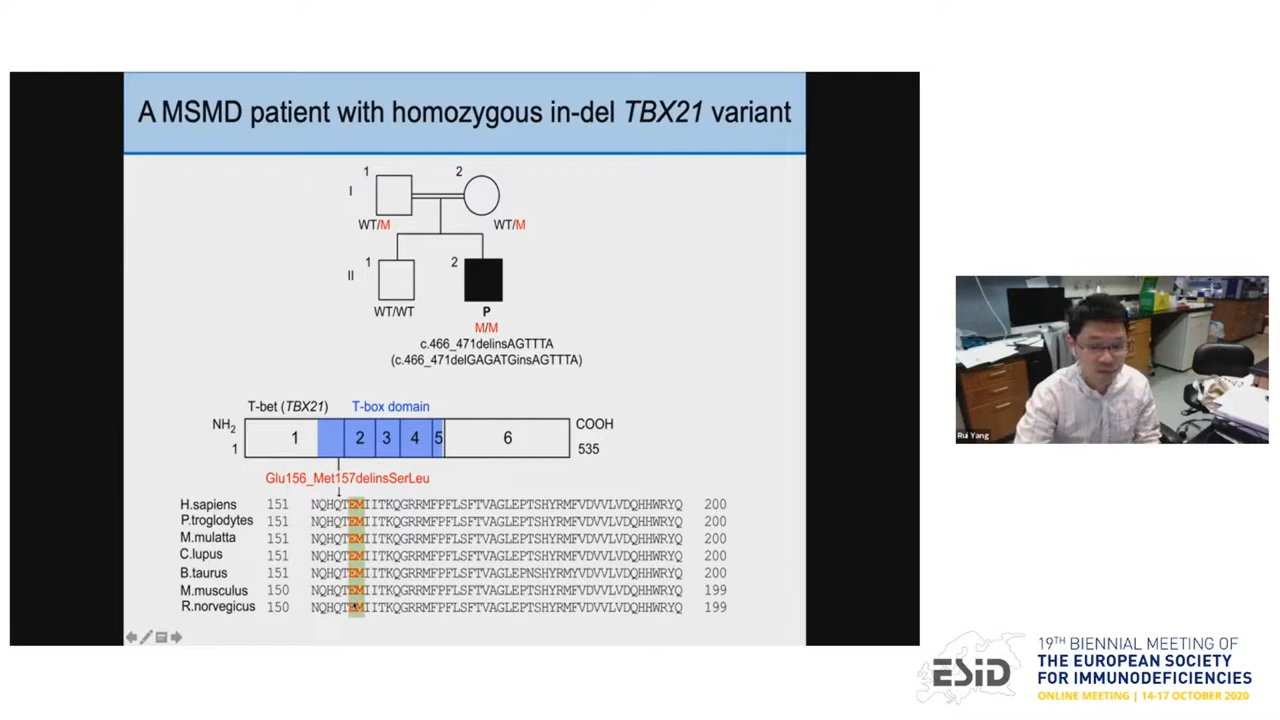 A MSMD patient with homozygous in-del TBX21 variant
1
2
I
WT/M
WT/M
1
2
II
WT/WT
P
M/M
c.466_471delinsAGTTTA
(c.466_471delGAGATGinsAGTTTA)
T-bet (TBX21)
T-box domain
NH2
1
1
2
3
4
5
6
COOH
535
Glu156_Met157delinsSerLeu
H.sapiens 151 NQHQTEMIITKQGRRMFPFLSFTVAGLEPTSHYRMFVDVVLVDQHHWRYQ 200
P.troglodytes 151 NQHQTEMIITKQGRRMFPFLSFTVAGLEPTSHYRMFVDVVLVDQHHWRYQ 200
M.mulatta 151 NQHQTEMIITKQGRRMFPFLSFTVAGLEPTSHYRMFVDVVLVDQHHWRYQ 200
C.lupus 151 NQHQTEMIITKQGRRMFPFLSFTVAGLEPTSHYRMFVDVVLVDQHHWRYQ 200
B.taurus 151 NQHQTEMIITKQGRRMFPFLSFTVAGLEPNSHYRMYVDVVLVDQHHWRYQ 200
M.musculus 150 NQHQTEMIITKQGRRMFPFLSFTVAGLEPTSHYRMFVDVVLVDQHHWRYQ 199
R.norvegicus 150 NQHQTEMIITKQGRRMFPFLSFTVAGLEPTSHYRMFVDVVLVDQHHWRYQ 199
Rui Yang
ESiD
19TH BIENNIAL MEETING OF
THE EUROPEAN SOCIETY
FOR IMMUNODEFICIENCIES
ONLINE MEETING | 14-17 OCTOBER 2020